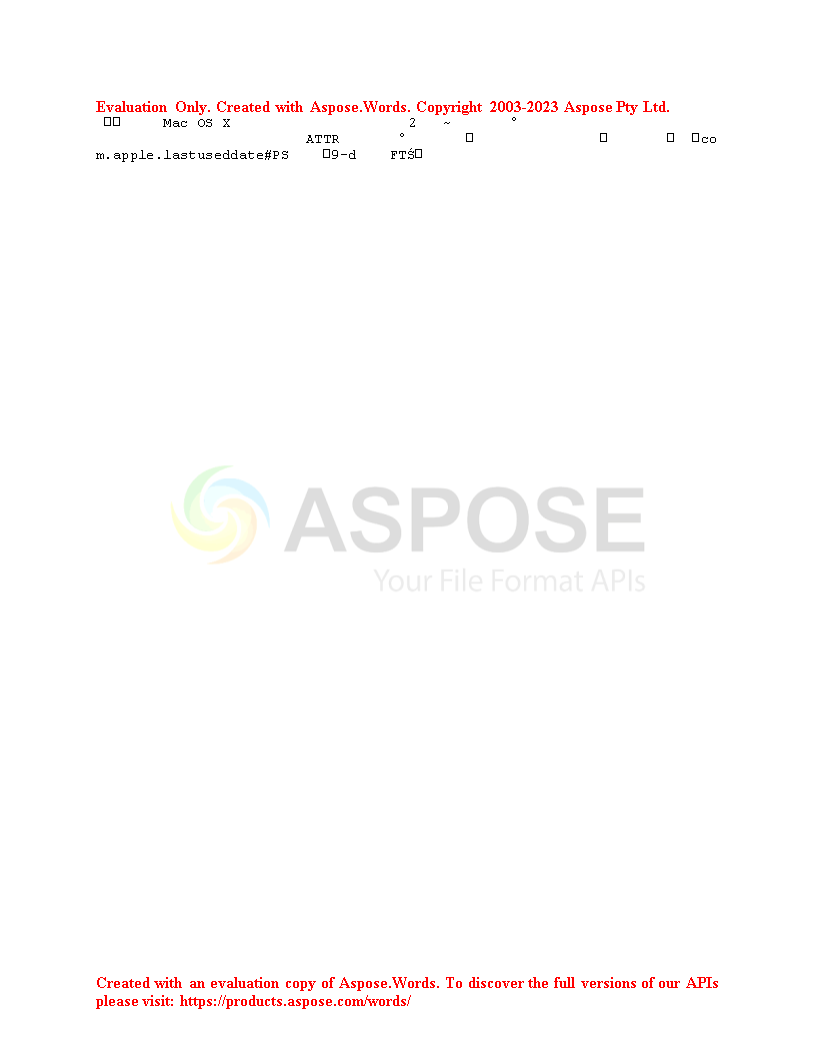 Evaluation Only. Created with Aspose.Words. Copyright 2003-2023 Aspose Pty Ltd.
□□ Mac OS X 2 ~ °
ATTR ° □ □ □ □co
m.apple.lastuseddate#PS □9-d FTŚ□
ASPOSE
Your File Format APIs
Created with an evaluation copy of Aspose.Words. To discover the full versions of our APIs
please visit: https://products.aspose.com/words/